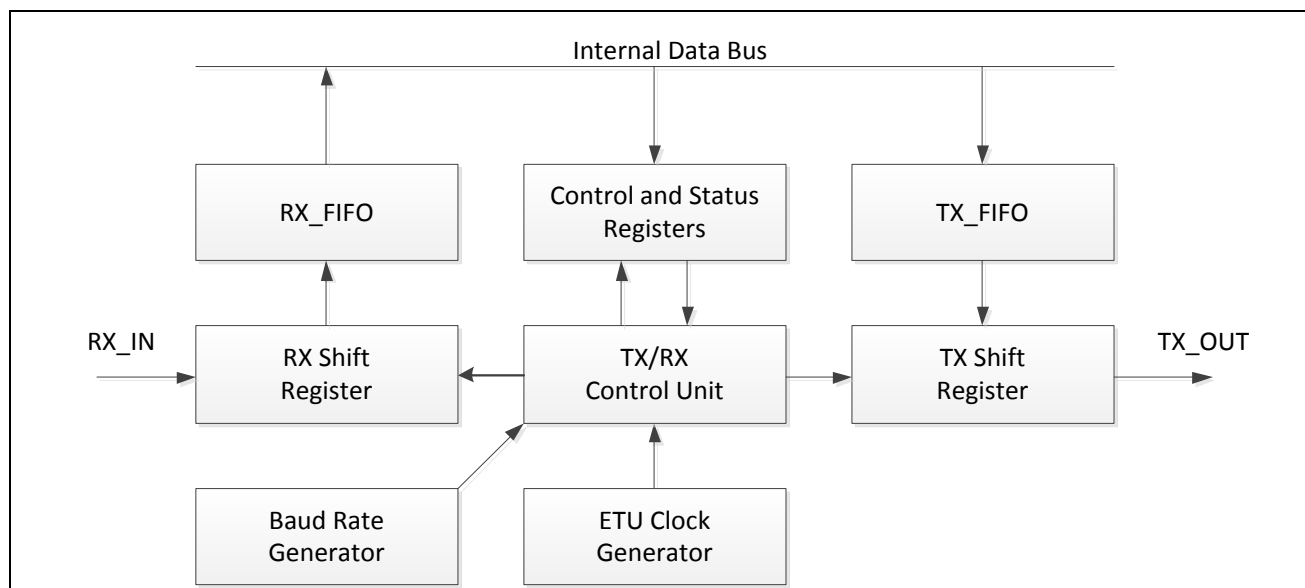 Internal Data Bus
RX_FIFO
Control and Status
Registers
TX_FIFO
RX_IN
RX Shift
Register
TX/RX
Control Unit
TX Shift
Register
TX_OUT
Baud Rate
Generator
ETU Clock
Generator